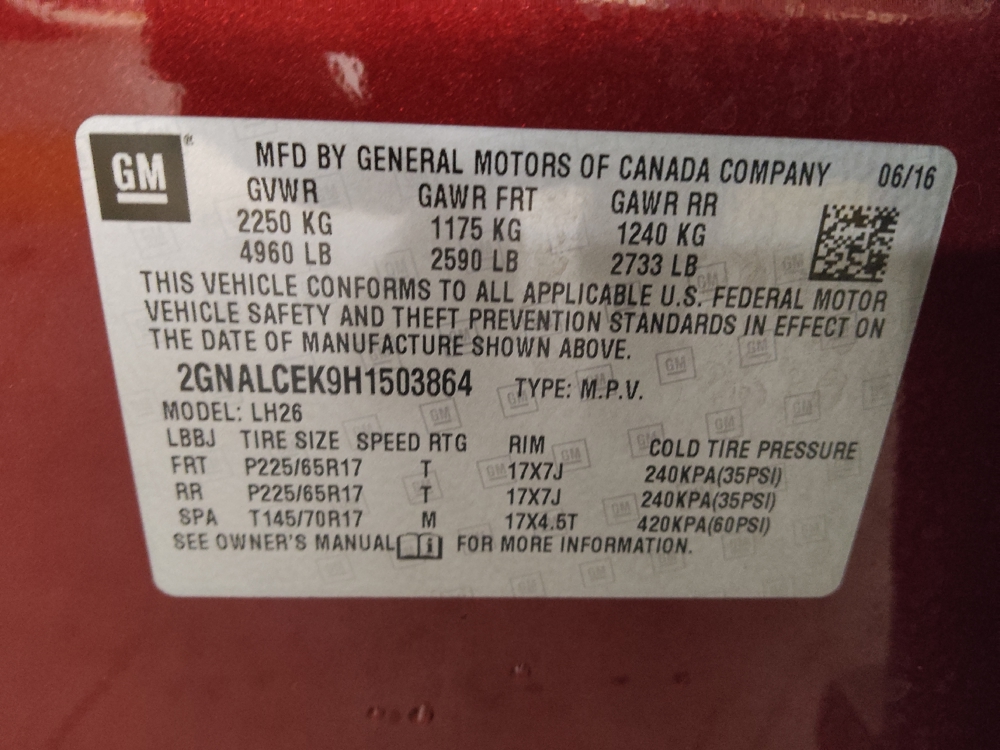 GM ®
MFD BY GENERAL MOTORS OF CANADA COMPANY 06/16
GVWR GAWR FRT GAWR RR
2250 KG 1175 KG 1240 KG
4960 LB 2590 LB 2733 LB
THIS VEHICLE CONFORMS TO ALL APPLICABLE U.S. FEDERAL MOTOR
VEHICLE SAFETY AND THEFT PREVENTION STANDARDS IN EFFECT ON
THE DATE OF MANUFACTURE SHOWN ABOVE.
2GNALCEK9H1503864 TYPE: M.P.V.
MODEL: LH26
LBBJ TIRE SIZE SPEED RTG RIM COLD TIRE PRESSURE
FRT P225/65R17 T 17X7J 240KPA(35PSI)
RR P225/65R17 T 17X7J 240KPA(35PSI)
SPA T145/70R17 M 17X4.5T 420KPA(60PSI)
SEE OWNER'S MANUAL i FOR MORE INFORMATION.